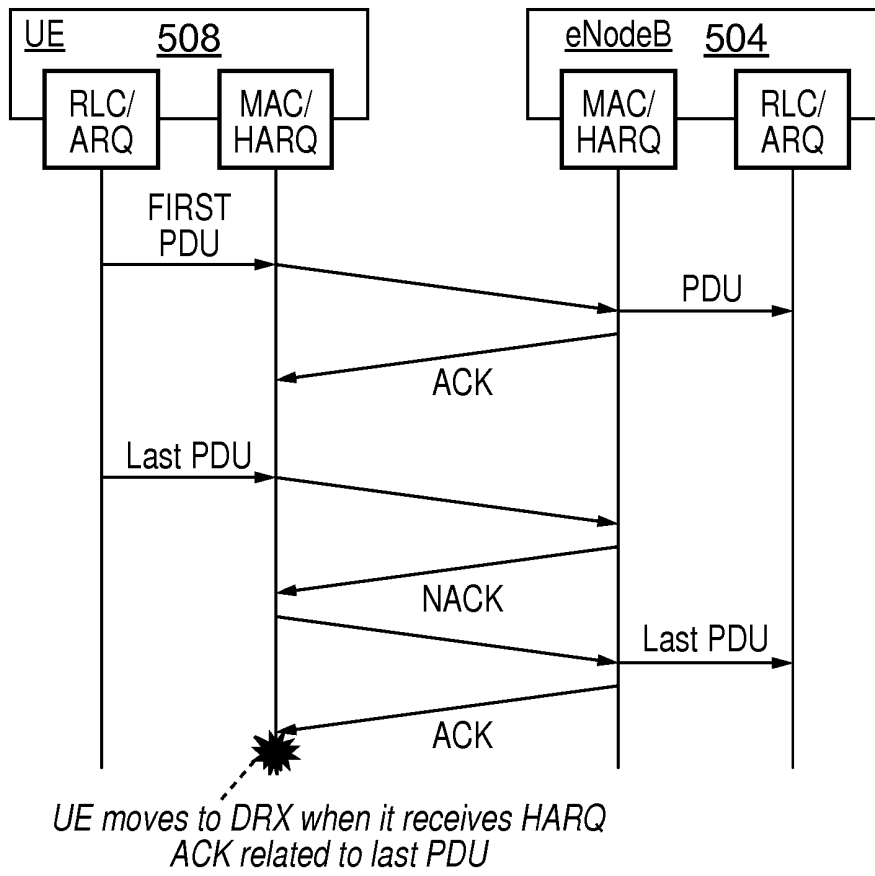 UE 508
eNodeB 504
RLC/
ARQ
MAC/
HARQ
MAC/
HARQ
RLC/
ARQ
FIRST
PDU
PDU
ACK
Last PDU
NACK
Last PDU
ACK
UE moves to DRX when it receives HARQ
ACK related to last PDU